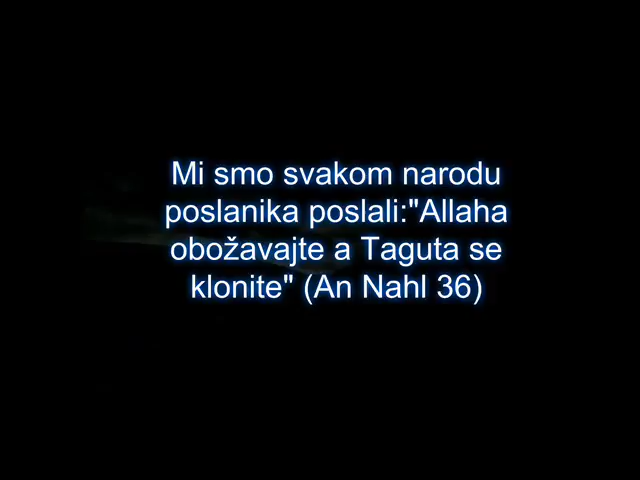 Mi smo svakom narodu
poslanika poslali:"Allaha
obožavajte a Taguta se
klonite" (An Nahl 36)